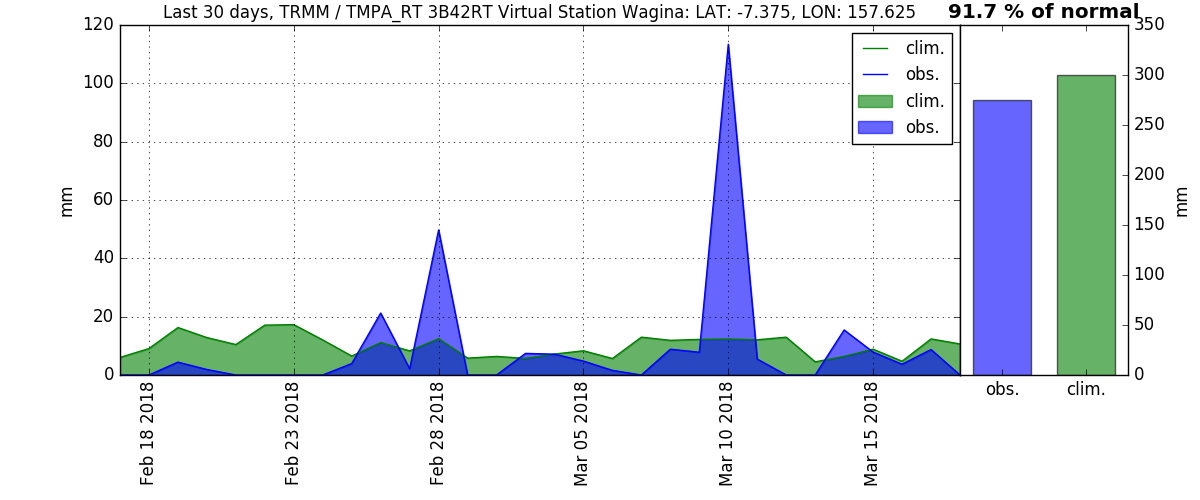 Last 30 days, TRMM / TMPA_RT 3B42RT Virtual Station Wagina: LAT: -7.375, LON: 157.625
91.7 % of normal
120
100
80
60
40
20
0
mm
clim.
obs.
clim.
obs.
Feb 18 2018
Feb 23 2018
Feb 28 2018
Mar 05 2018
Mar 10 2018
Mar 15 2018
350
300
250
200
150
100
50
0
mm
obs.
clim.